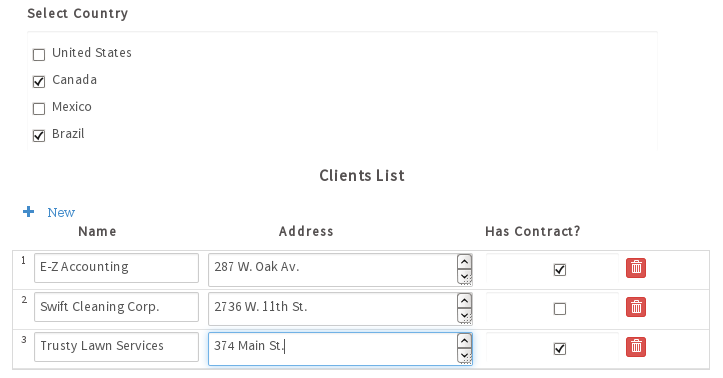 Select Country
United States
Canada
Mexico
Brazil
Clients List
+ New
Name Address Has Contract?
1 E-Z Accounting 287 W. Oak Av.
2 Swift Cleaning Corp. 2736 W. 11th St.
3 Trusty Lawn Services 374 Main St.